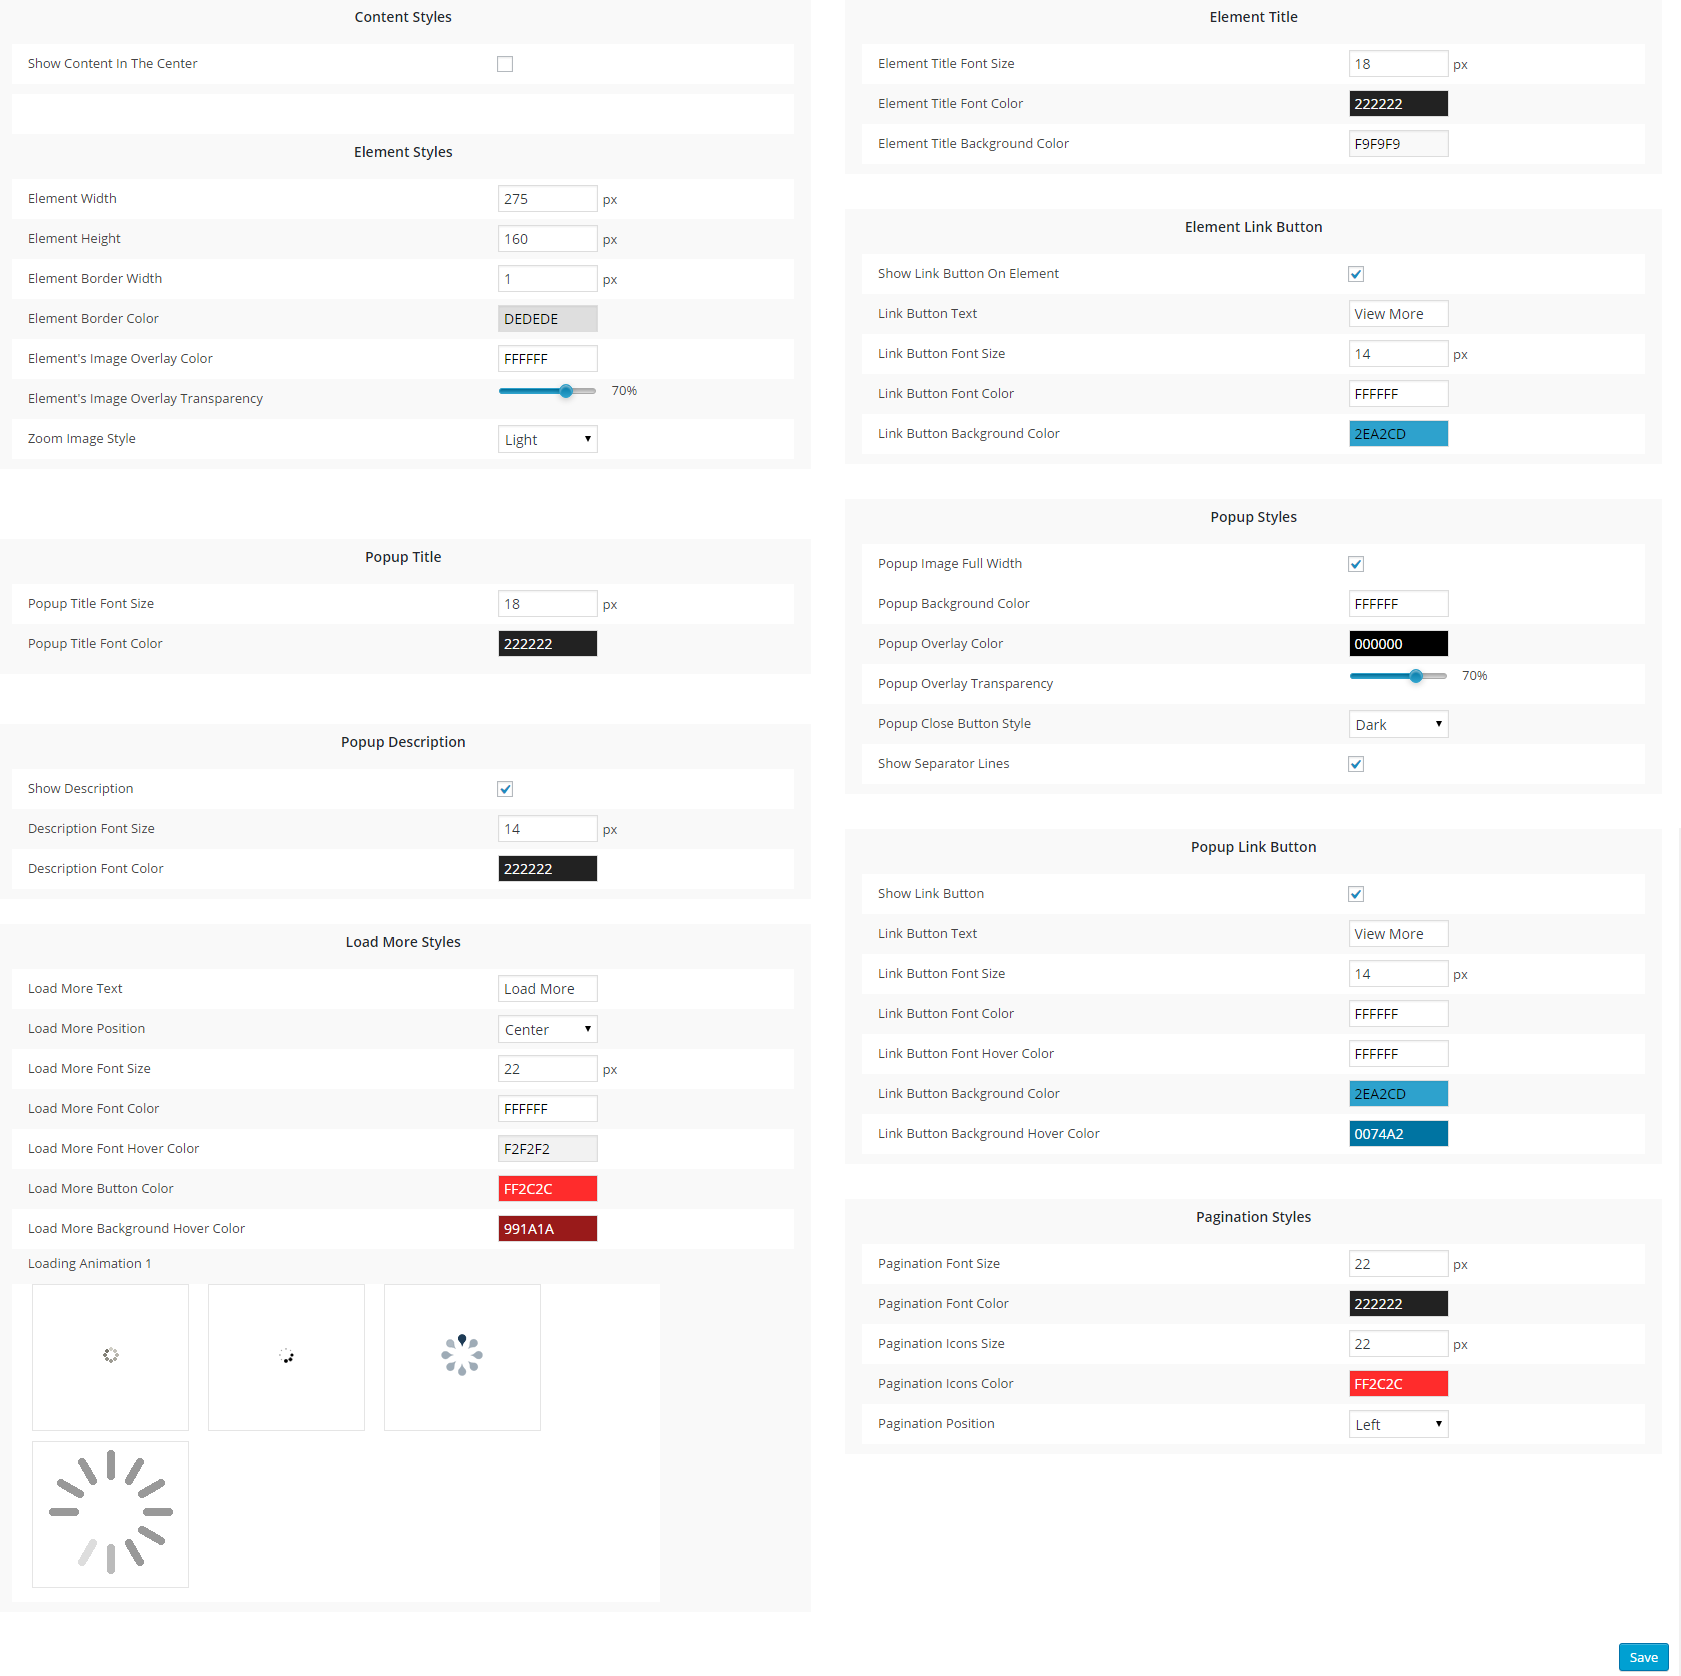 Content Styles
Show Content In The Center
Element Styles
Element Width 275 px
Element Height 160 px
Element Border Width 1 px
Element Border Color DEDEDE
Element's Image Overlay Color FFFFFF
Element's Image Overlay Transparency 70%
Zoom Image Style Light
Popup Title
Popup Title Font Size 18 px
Popup Title Font Color 222222
Popup Description
Show Description
Description Font Size 14 px
Description Font Color 222222
Load More Styles
Load More Text Load More
Load More Position Center
Load More Font Size 22 px
Load More Font Color FFFFFF
Load More Font Hover Color F2F2F2
Load More Button Color FF2C2C
Load More Background Hover Color 991A1A
Loading Animation 1
Element Title
Element Title Font Size 18 px
Element Title Font Color 222222
Element Title Background Color F9F9F9
Element Link Button
Show Link Button On Element
Link Button Text View More
Link Button Font Size 14 px
Link Button Font Color FFFFFF
Link Button Background Color 2EA2CD
Popup Styles
Popup Image Full Width
Popup Background Color FFFFFF
Popup Overlay Color 000000
Popup Overlay Transparency 70%
Popup Close Button Style Dark
Show Separator Lines
Popup Link Button
Show Link Button
Link Button Text View More
Link Button Font Size 14 px
Link Button Font Color FFFFFF
Link Button Font Hover Color FFFFFF
Link Button Background Color 2EA2CD
Link Button Background Hover Color 0074A2
Pagination Styles
Pagination Font Size 22 px
Pagination Font Color 222222
Pagination Icons Size 22 px
Pagination Icons Color FF2C2C
Pagination Position Left
Save